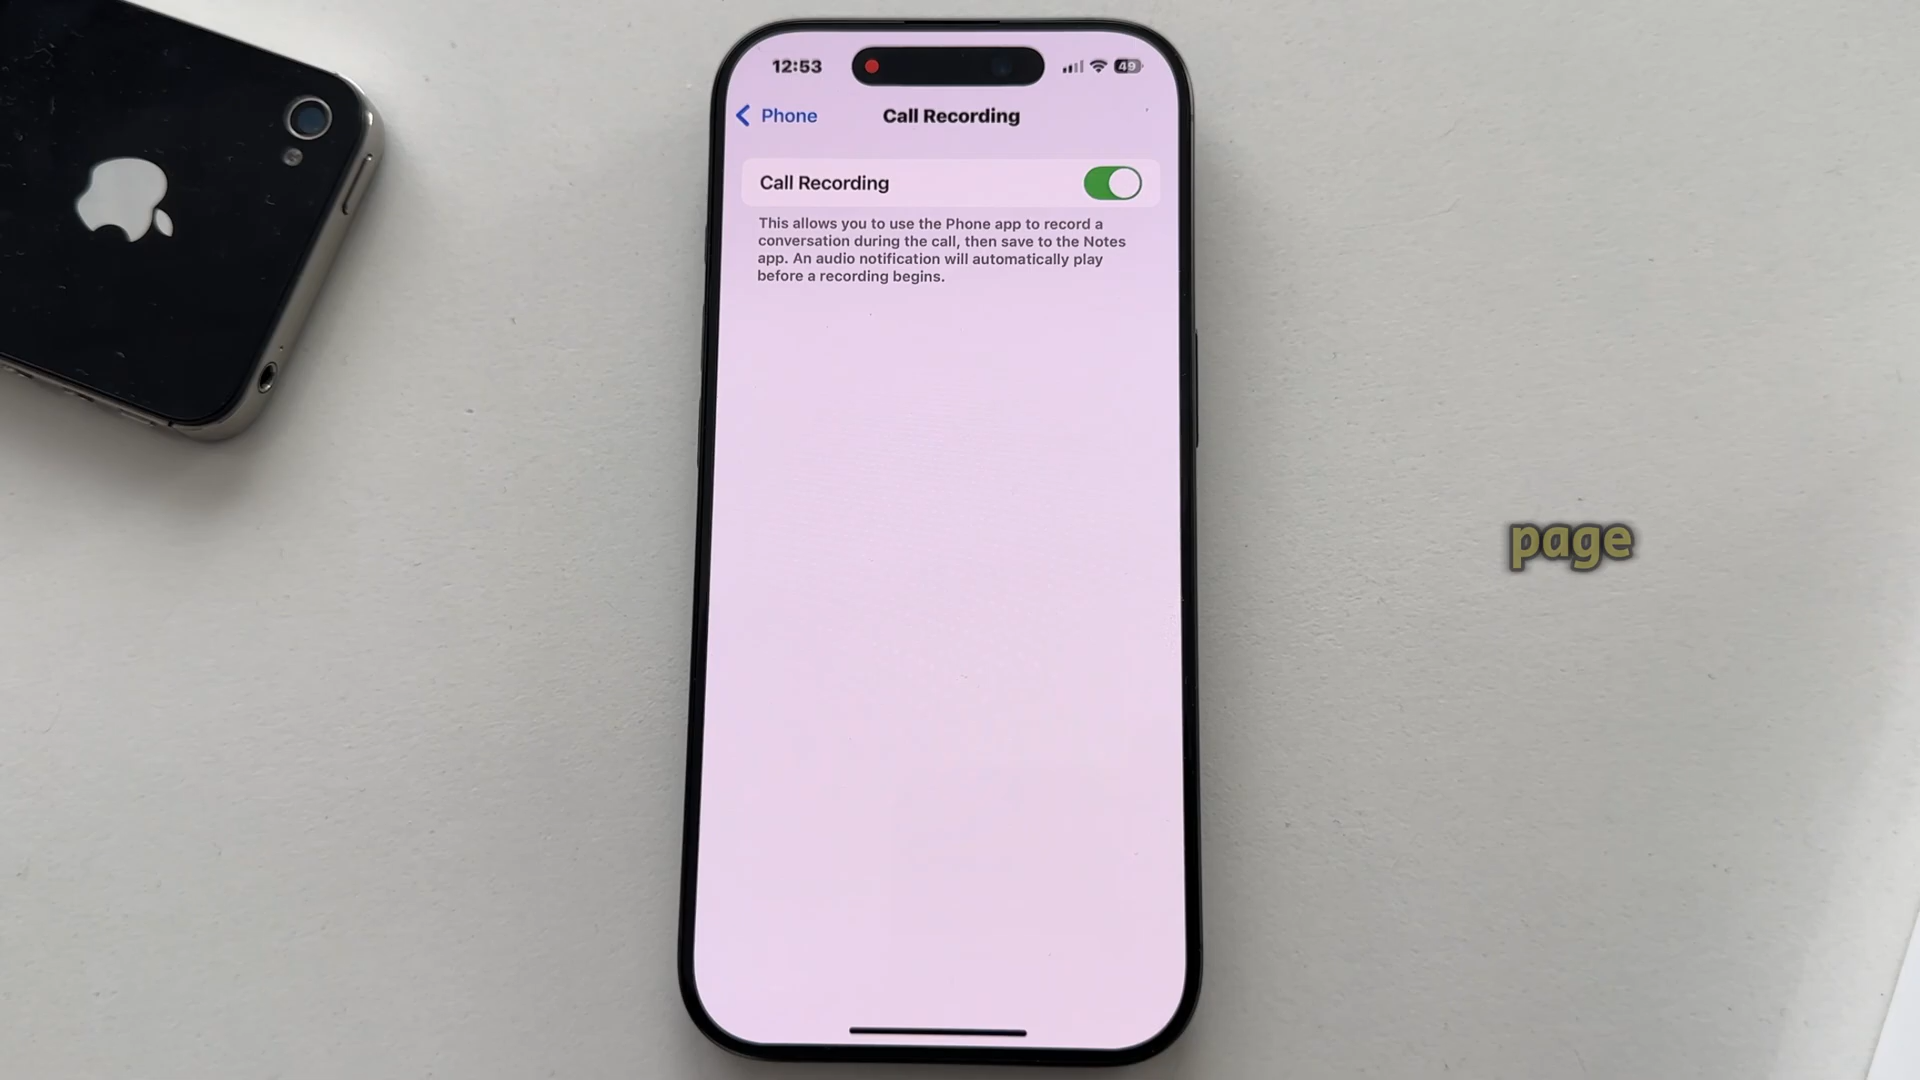 12:53
49
Phone
Call Recording
Call Recording
This allows you to use the Phone app to record a
conversation during the call, then save to the Notes
app. An audio notification will automatically play
before a recording begins.
page